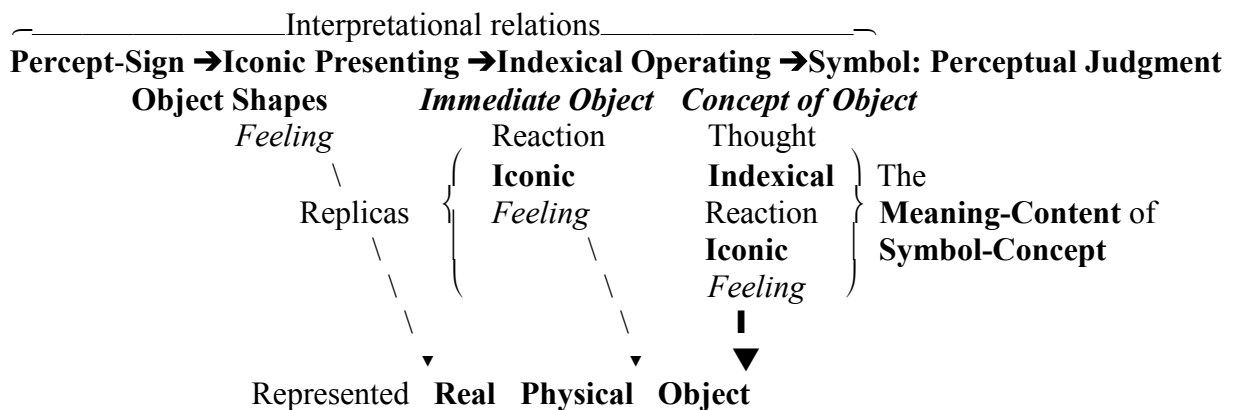 Interpretational relations
Percept-Sign ➔Iconic Presenting ➔Indexical Operating ➔Symbol: Perceptual Judgment
Object Shapes Immediate Object Concept of Object
Feeling Reaction Thought
Iconic Indexical The
Replicas Feeling Reaction Meaning-Content of
Iconic Symbol-Concept
Feeling
Represented Real Physical Object